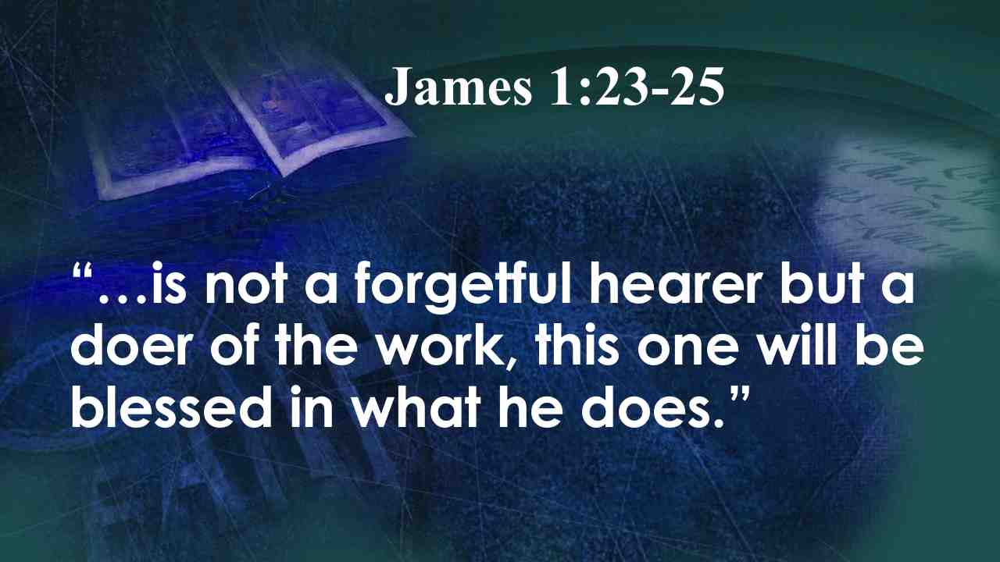 James 1:23-25
“…is not a forgetful hearer but a
doer of the work, this one will be
blessed in what he does.”